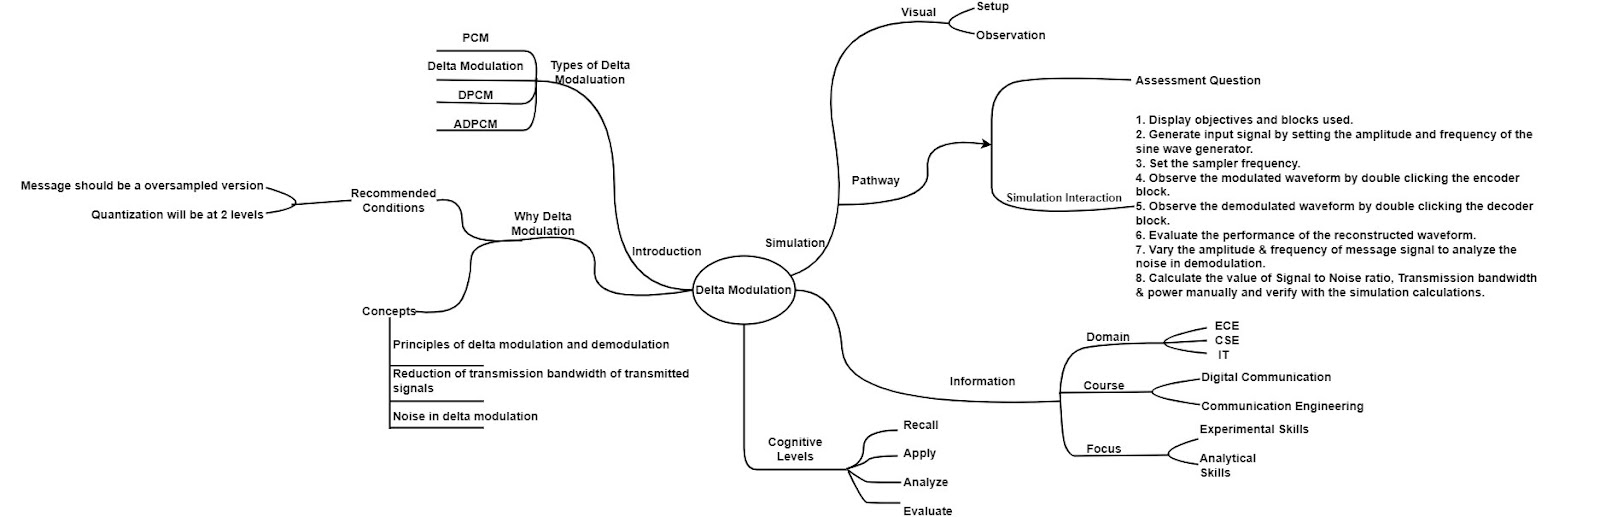 Visual
Setup
Observation
PCM
Delta Modulation
DPCM
ADPCM
Types of Delta
Modaluation
Assessment Question
1. Display objectives and blocks used.
2. Generate input signal by setting the amplitude and frequency of the
sine wave generator.
3. Set the sampler frequency.
4. Observe the modulated waveform by double clicking the encoder
block.
5. Observe the demodulated waveform by double clicking the decoder
block.
6. Evaluate the performance of the reconstructed waveform.
7. Vary the amplitude & frequency of message signal to analyze the
noise in demodulation.
8. Calculate the value of Signal to Noise ratio, Transmission bandwidth
& power manually and verify with the simulation calculations.
Pathway
Simulation Interaction
Message should be a oversampled version
Quantization will be at 2 levels
Recommended
Conditions
Why Delta
Modulation
Introduction
Simulation
Delta Modulation
Concepts
Principles of delta modulation and demodulation
Reduction of transmission bandwidth of transmitted
signals
Noise in delta modulation
Information
Domain
ECE
CSE
IT
Course
Digital Communication
Communication Engineering
Focus
Experimental Skills
Analytical
Skills
Cognitive
Levels
Recall
Apply
Analyze
Evaluate